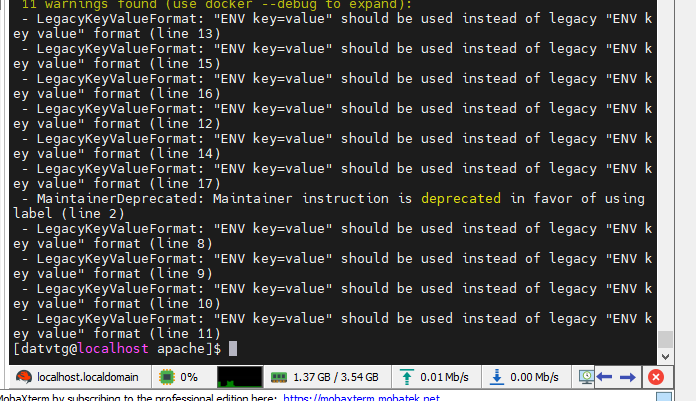 11 warnings found (use docker --debug to expand):
- LegacyKeyValueFormat: "ENV key=value" should be used instead of legacy "ENV k
ey value" format (line 13)
- LegacyKeyValueFormat: "ENV key=value" should be used instead of legacy "ENV k
ey value" format (line 15)
- LegacyKeyValueFormat: "ENV key=value" should be used instead of legacy "ENV k
ey value" format (line 16)
- LegacyKeyValueFormat: "ENV key=value" should be used instead of legacy "ENV k
ey value" format (line 12)
- LegacyKeyValueFormat: "ENV key=value" should be used instead of legacy "ENV k
ey value" format (line 14)
- LegacyKeyValueFormat: "ENV key=value" should be used instead of legacy "ENV k
ey value" format (line 17)
- MaintainerDeprecated: Maintainer instruction is deprecated in favor of using
label (line 2)
- LegacyKeyValueFormat: "ENV key=value" should be used instead of legacy "ENV k
ey value" format (line 8)
- LegacyKeyValueFormat: "ENV key=value" should be used instead of legacy "ENV k
ey value" format (line 9)
- LegacyKeyValueFormat: "ENV key=value" should be used instead of legacy "ENV k
ey value" format (line 10)
- LegacyKeyValueFormat: "ENV key=value" should be used instead of legacy "ENV k
ey value" format (line 11)
[datvtg@localhost apache]$
localhost.localdomain 0% 1.37 GB / 3.54 GB 0.01 Mb/s 0.00 Mb/s
MobaXterm by subscribing to the professional edition here: https://mobaxterm.mobatek.net